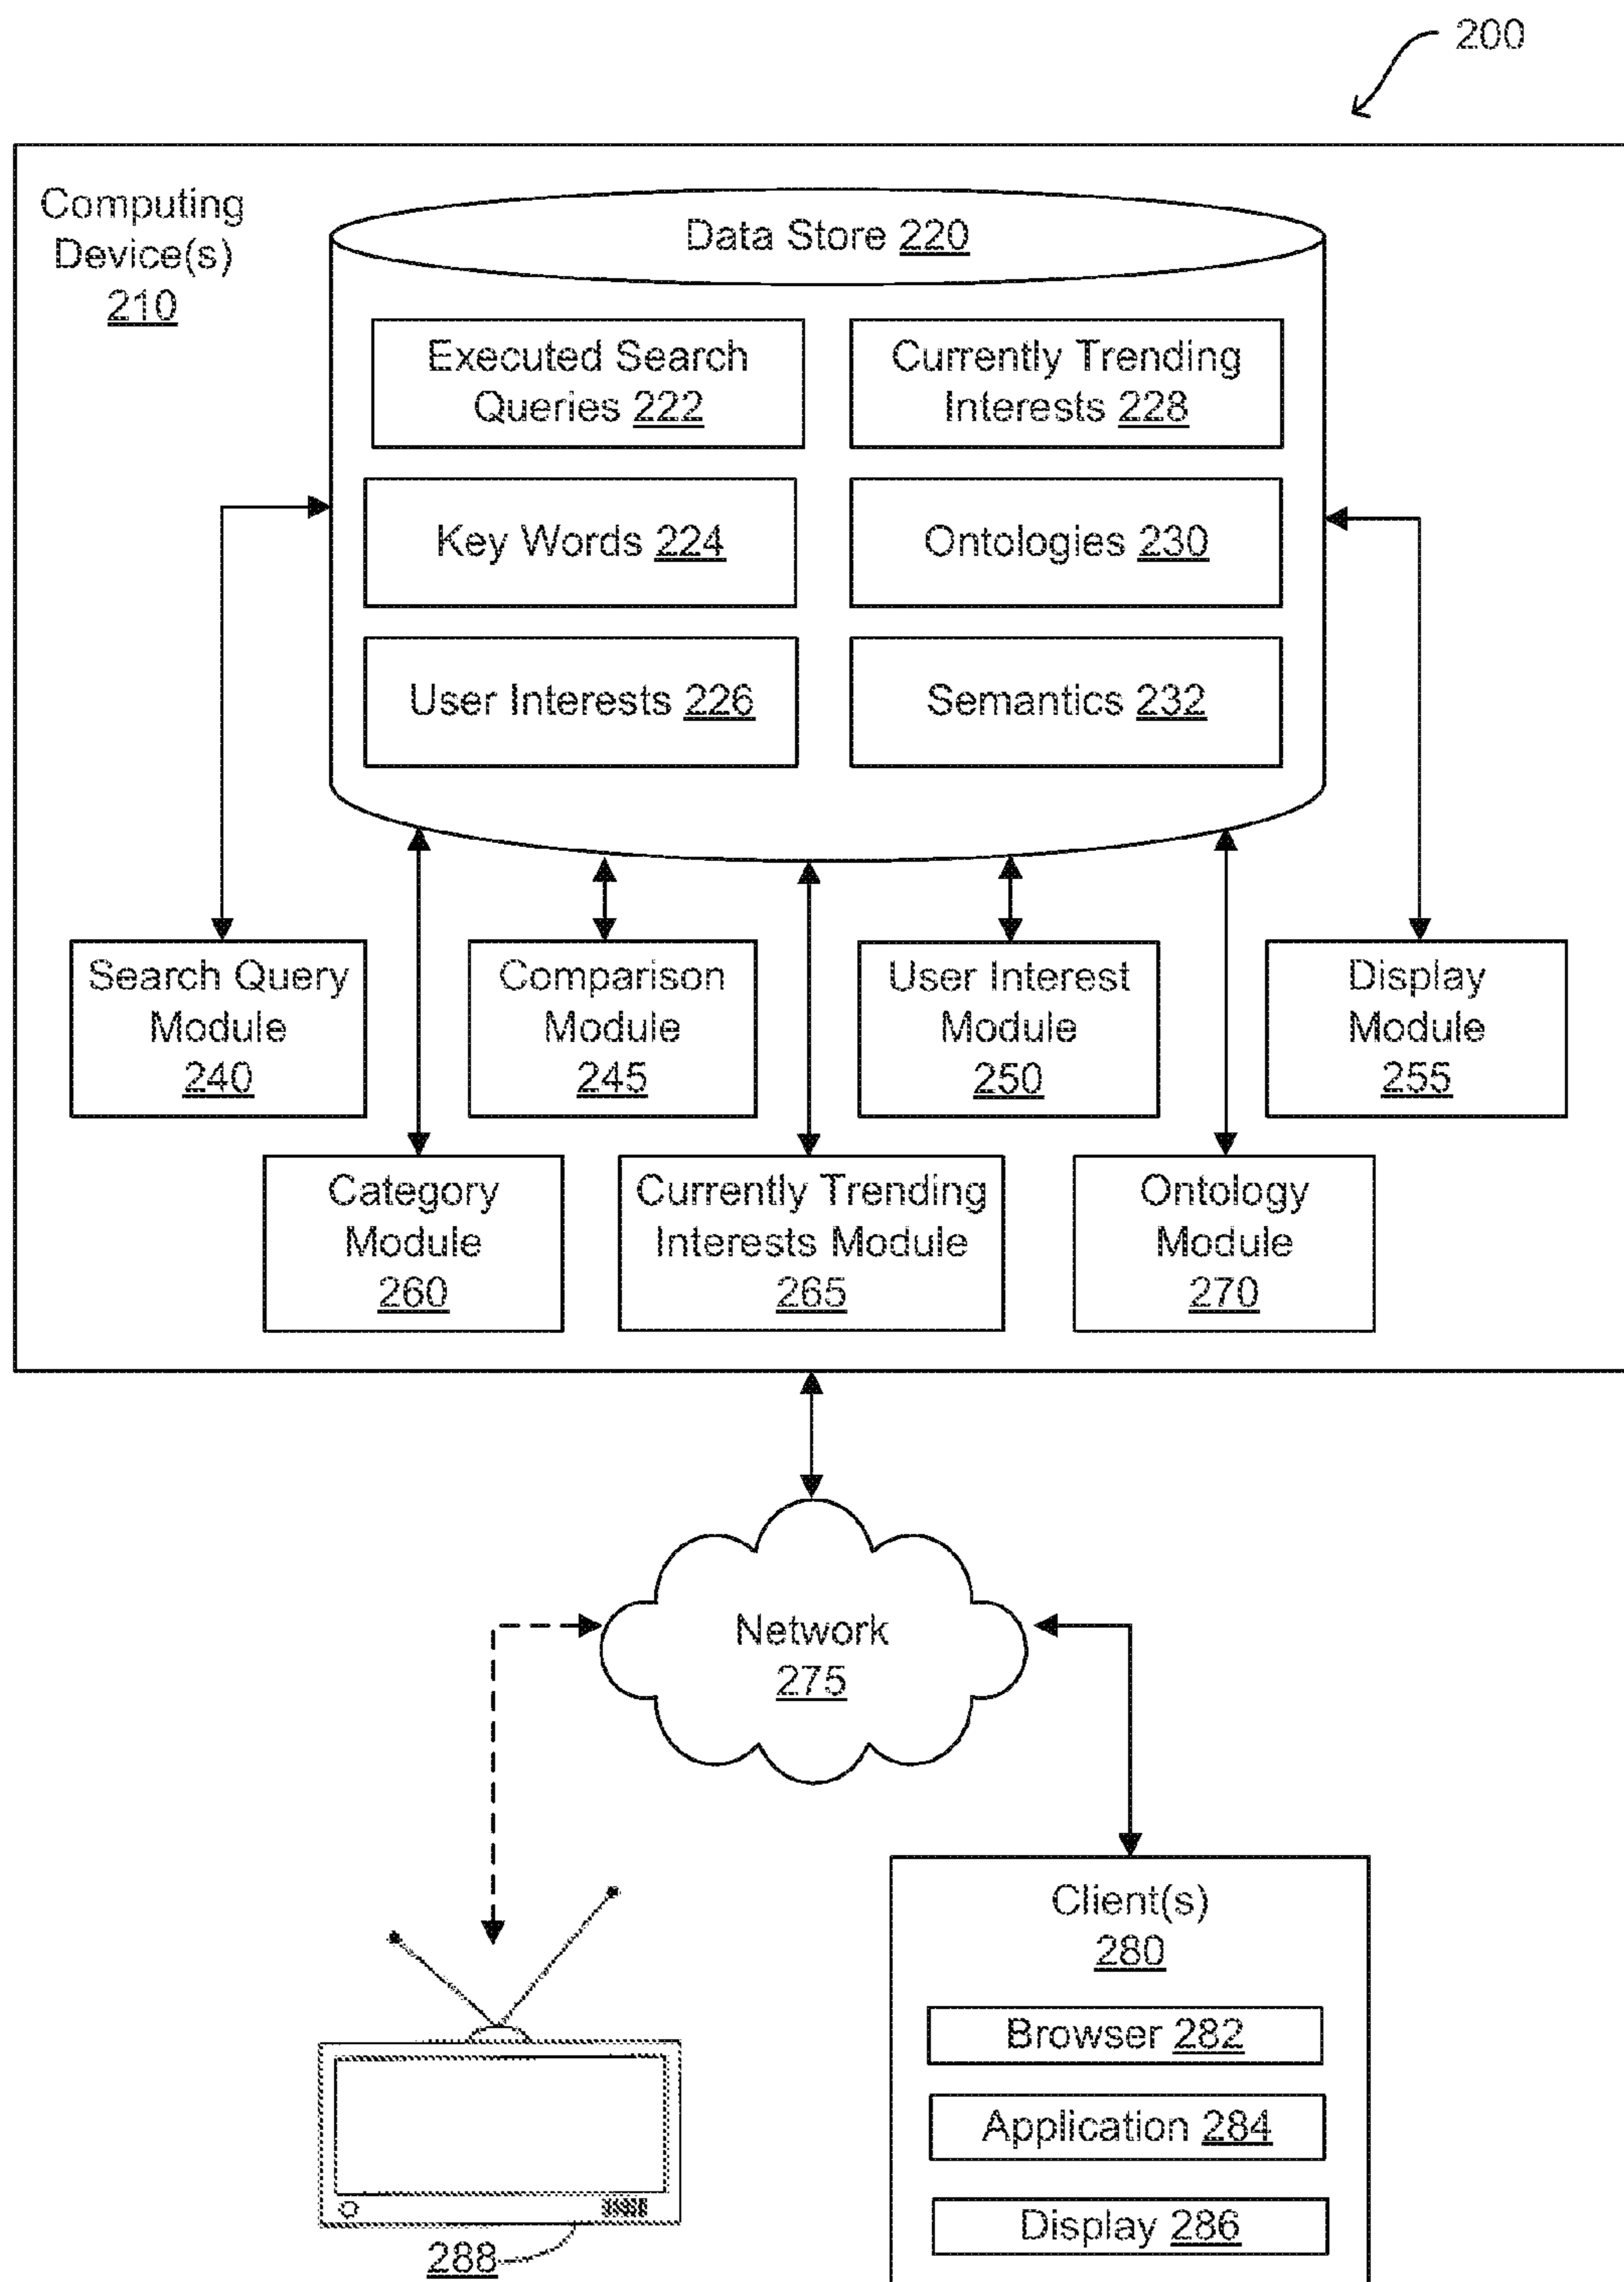 200
Computing
Device(s)
210
Data Store 220
Executed Search
Queries 222
Currently Trending
Interests 228
Key Words 224
Ontologies 230
User Interests 226
Semantics 232
Search Query
Module
240
Comparison
Module
245
User Interest
Module
250
Display
Module
255
Category
Module
260
Currently Trending
Interests Module
265
Ontology
Module
270
Network
275
Client(s)
280
Browser 282
Application 284
Display 286
288